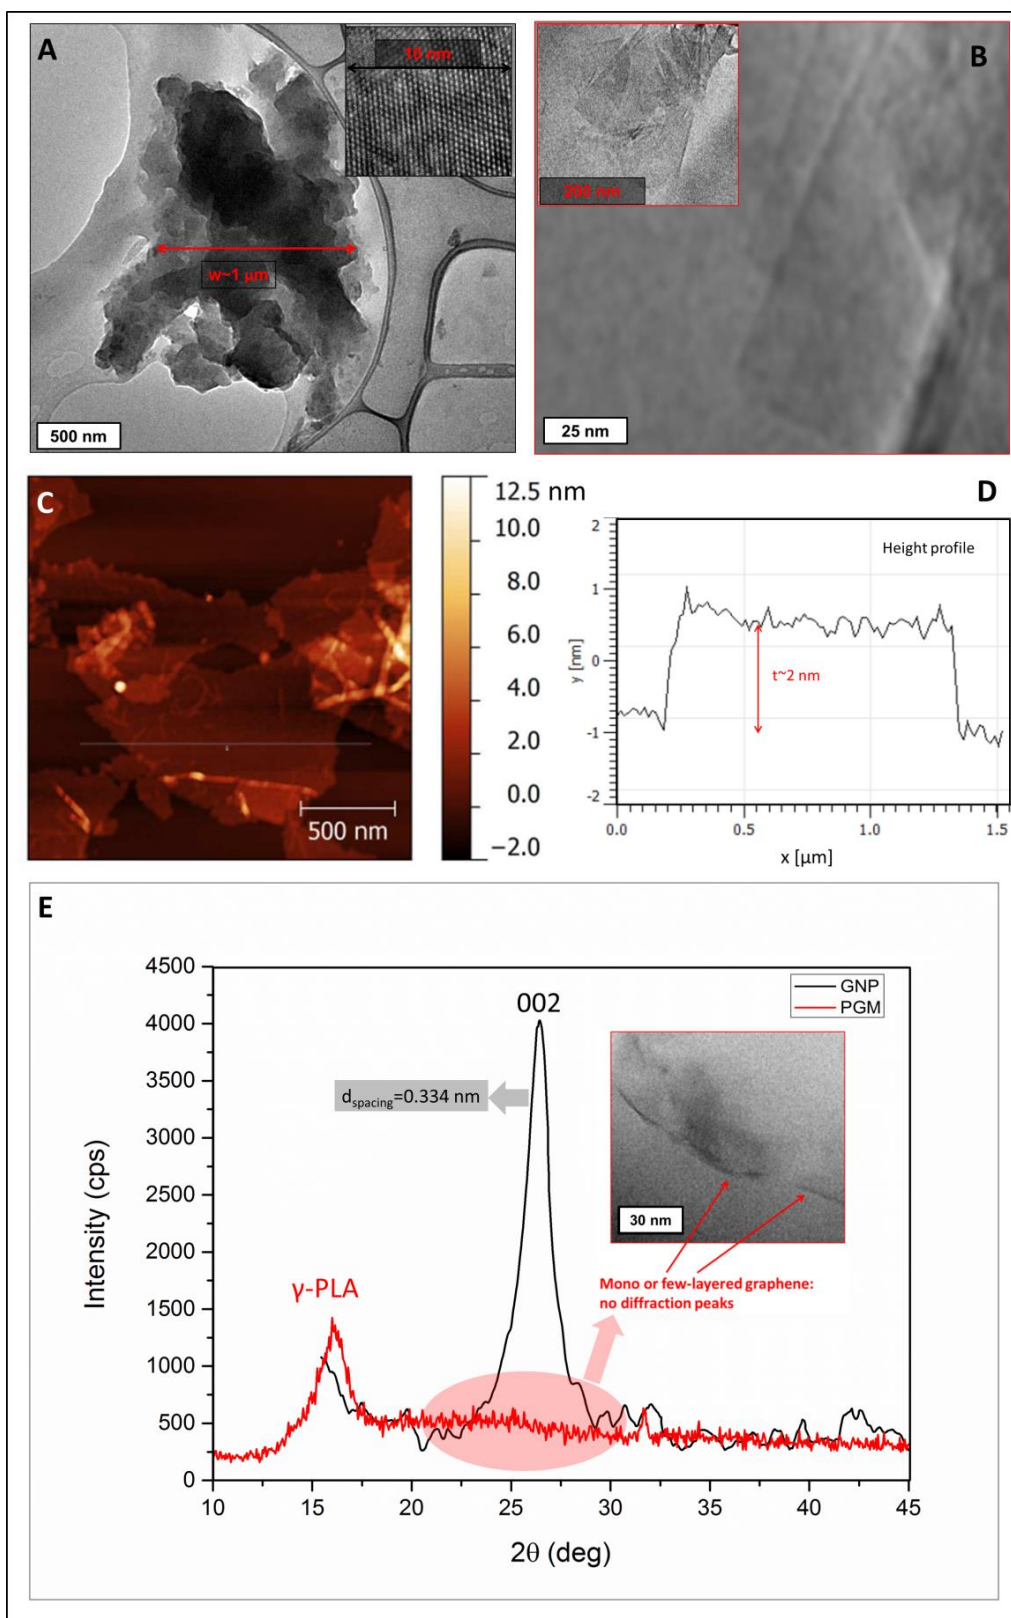 A
10 nm
w~1 μm
500 nm
B
200 nm
25 nm
C
500 nm
12.5 nm
10.0
8.0
6.0
4.0
2.0
0.0
−2.0
D
Height profile
t~2 nm
y [nm]
2
1
0
-1
-2
0.0 0.5 1.0 1.5
x [μm]
E
Intensity (cps)
4500
4000
3500
3000
2500
2000
1500
1000
500
0
10 15 20 25 30 35 40 45
2θ (deg)
002
GNP
PGM
dspacing=0.334 nm
γ-PLA
30 nm
Mono or few-layered graphene:
no diffraction peaks